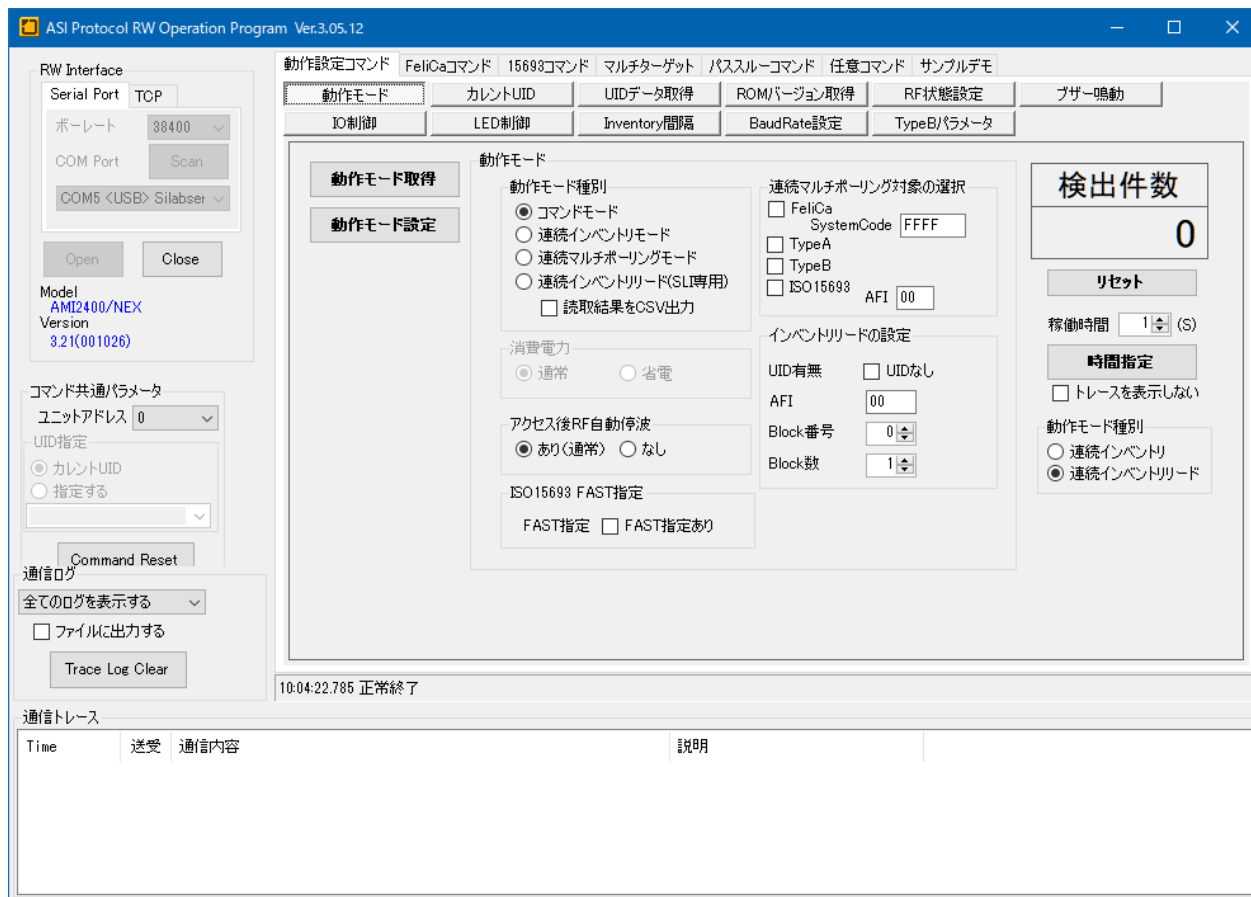 ASI Protocol RW Operation Program Ver.3.05.12
RW Interface
Serial Port TCP
ボーレート 38400
COM Port Scan
COM5 <USB> Silabser
Open Close
Model
AMI2400/NEX
Version
3.21(001026)
コマンド共通パラメータ
ユニットアドレス 0
UID指定
カレントUID
指定する
Command Reset
通信ログ
全てのログを表示する
ファイルに出力する
Trace Log Clear
動作設定コマンド FeliCaコマンド 15693コマンド マルチターゲット パススルーコマンド 任意コマンド サンプルデモ
動作モード カレントUID UIDデータ取得 ROMバージョン取得 RF状態設定 ブザー鳴動
IO制御 LED制御 Inventory間隔 BaudRate設定 TypeBパラメータ
動作モード取得
動作モード設定
動作モード
動作モード種別
コマンドモード
連続インベントリモード
連続マルチポーリングモード
連続インベントリリード(SLI専用)
読取結果をCSV出力
消費電力
通常 省電
アクセス後RF自動停波
あり(通常) なし
ISO15693 FAST指定
FAST指定 FAST指定あり
連続マルチポーリング対象の選択
FeliCa
SystemCode FFFF
TypeA
TypeB
ISO15693 AFI 00
インベントリリードの設定
UID有無 UIDなし
AFI 00
Block番号 0
Block数 1
検出件数
0
リセット
稼働時間 1 (S)
時間指定
トレースを表示しない
動作モード種別
連続インベントリ
連続インベントリリード
10:04:22.785 正常終了
通信トレース
Time 送受 通信内容 説明